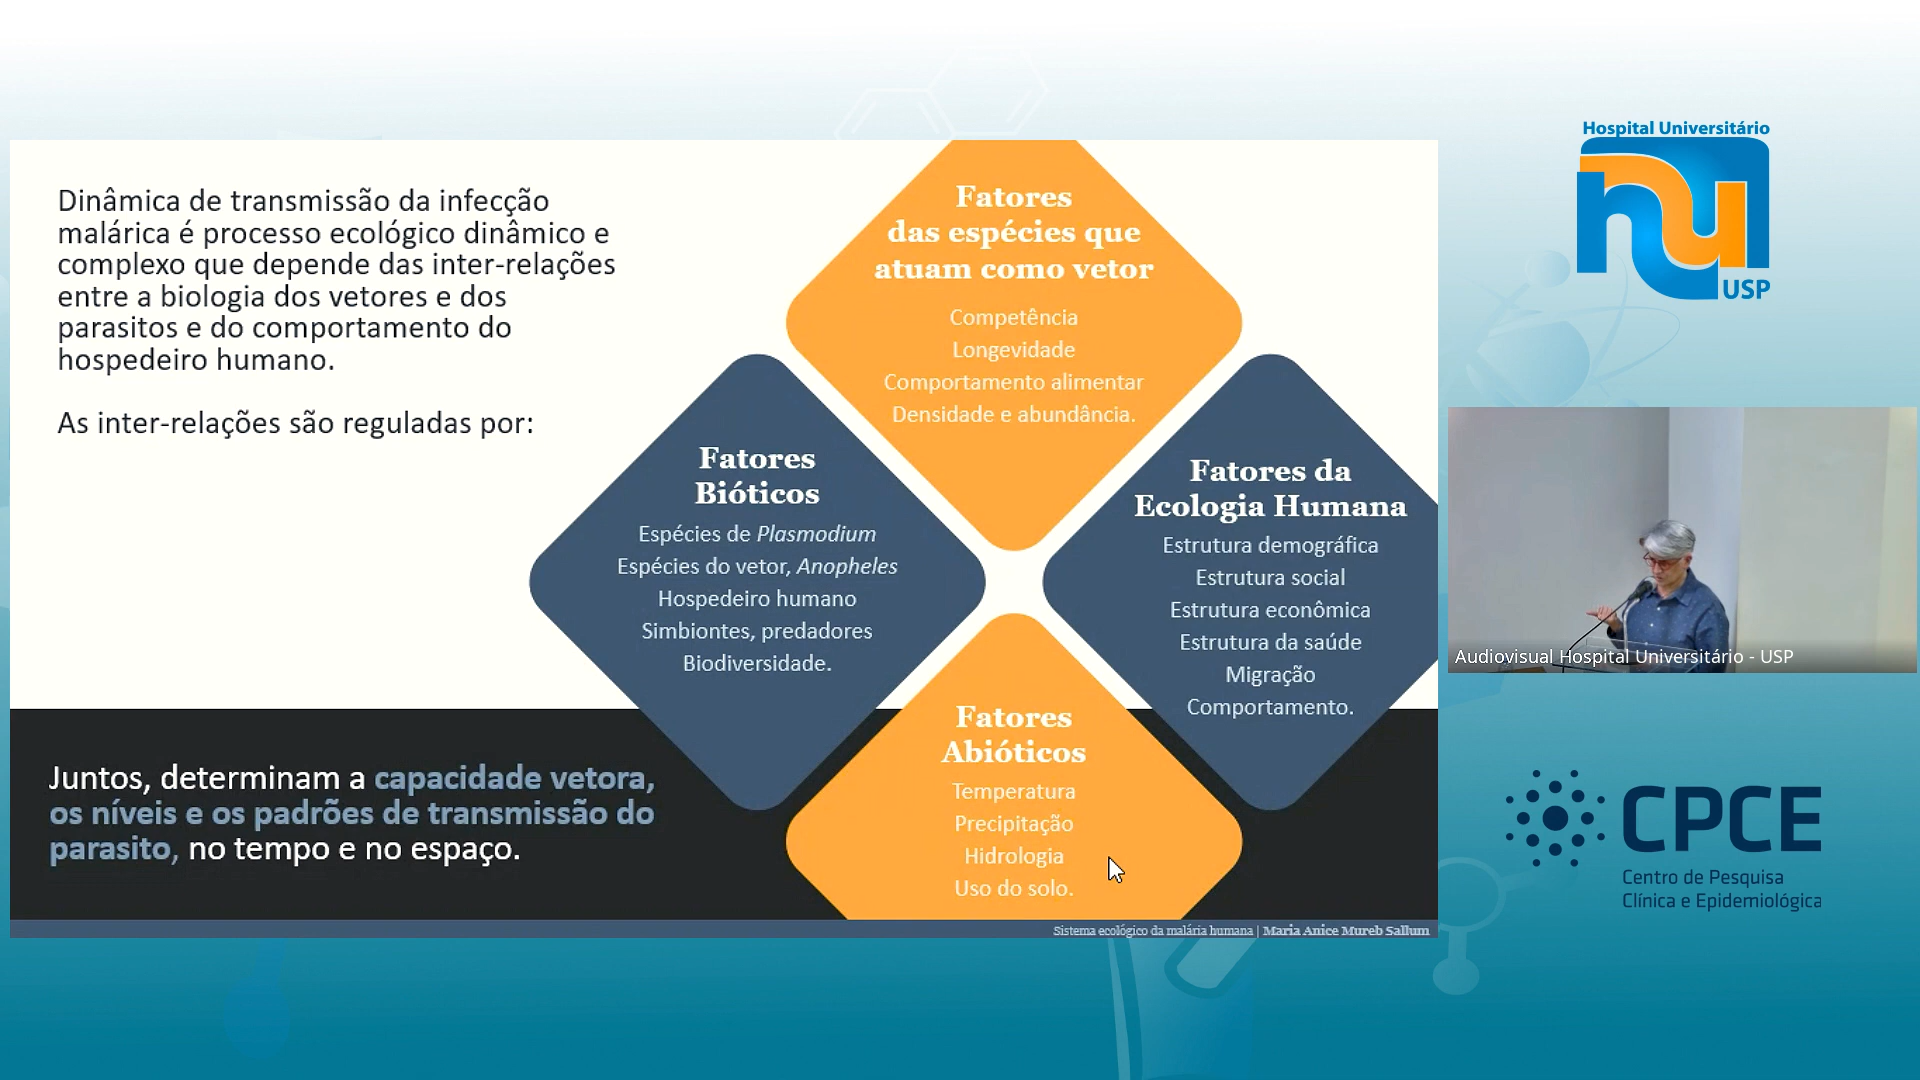 Dinâmica de transmissão da infecção
malárica é processo ecológico dinâmico e
complexo que depende das inter-relações
entre a biologia dos vetores e dos
parasitos e do comportamento do
hospedeiro humano.
As inter-relações são reguladas por:
Fatores
das espécies que
atuam como vetor
Competência
Longevidade
Comportamento alimentar
Densidade e abundância.
Fatores
Bióticos
Espécies de Plasmodium
Espécies do vetor, Anopheles
Hospedeiro humano
Simbiontes, predadores
Biodiversidade.
Fatores da
Ecologia Humana
Estrutura demográfica
Estrutura social
Estrutura econômica
Estrutura da saúde
Migração
Comportamento.
Fatores
Abióticos
Temperatura
Precipitação
Hidrologia
Uso do solo.
Juntos, determinam a capacidade vetora,
os níveis e os padrões de transmissão do
parasito, no tempo e no espaço.
Sistema ecológico da malária humana | Maria Anice Mureb Sallum
Hospital Universitário
hu
USP
Audiovisual Hospital Universitário - USP
CPCE
Centro de Pesquisa
Clínica e Epidemiológica